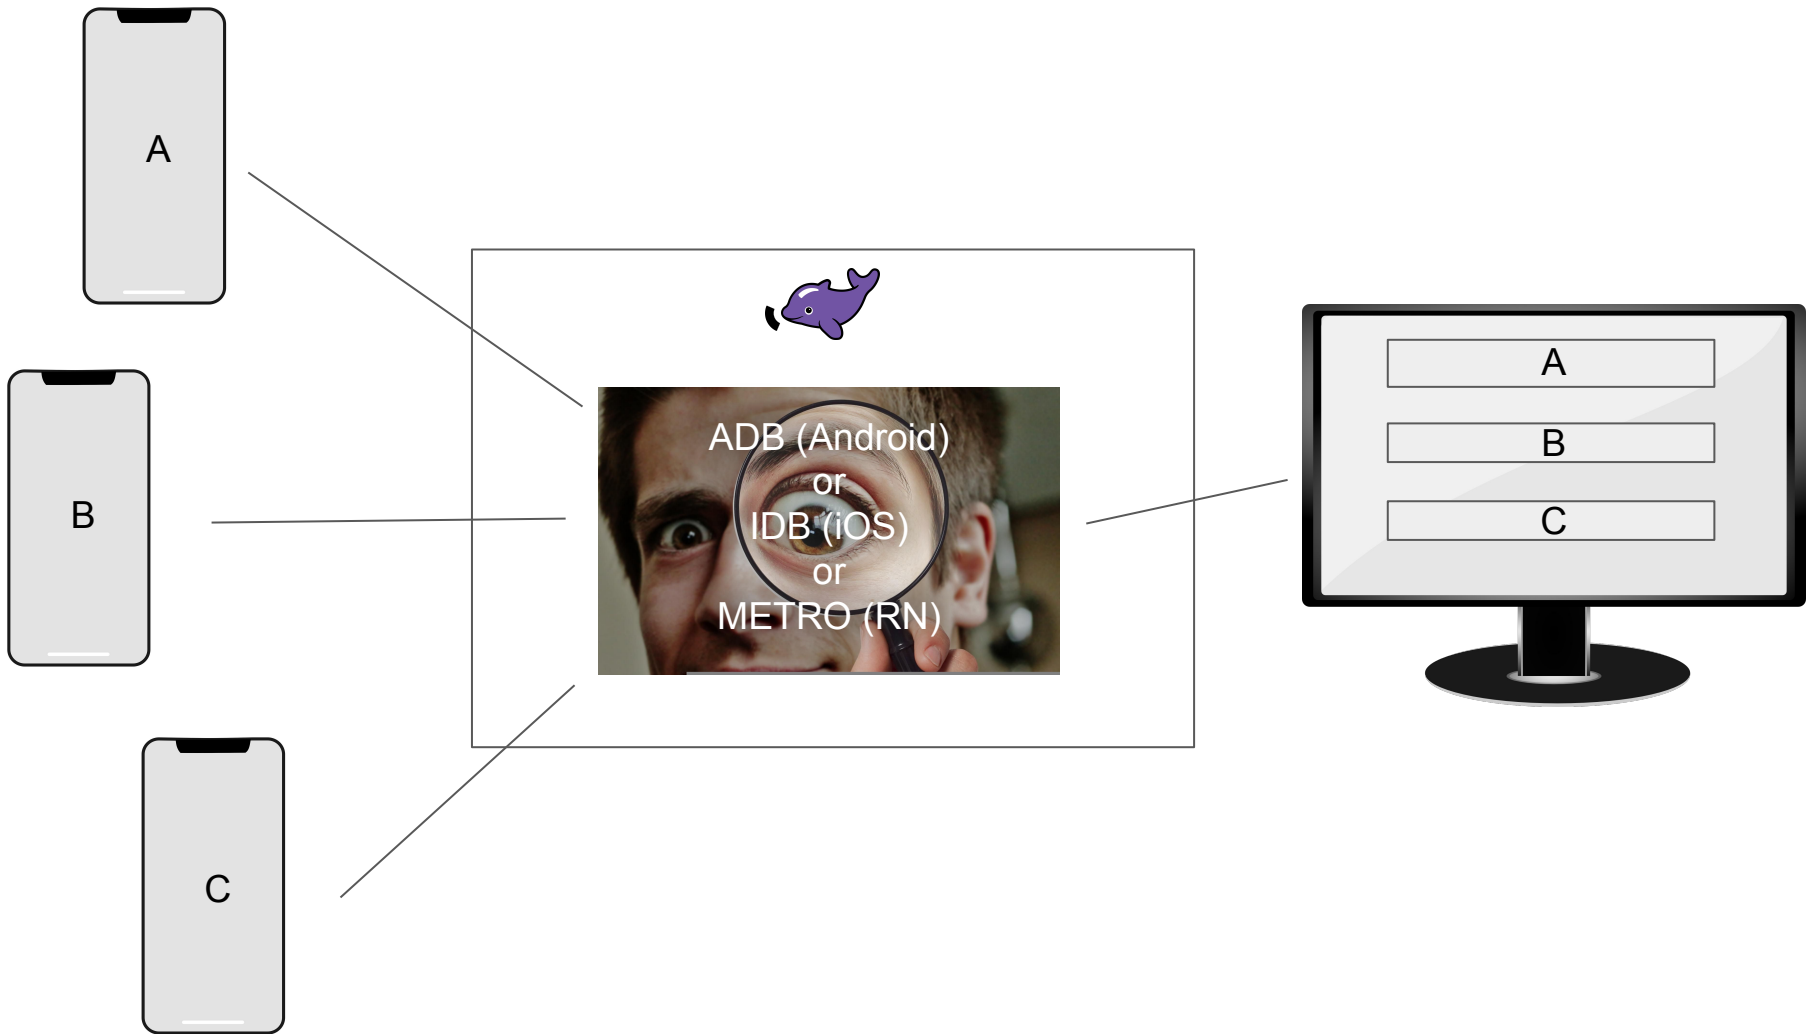 A
B
C
ADB (Android)
or
IDB (iOS)
or
METRO (RN)
A
B
C